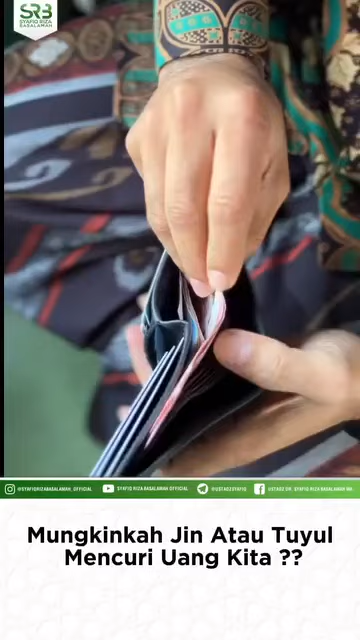 SRB
SYAFIQ RIZA
BASALAMAH
@SYAFIQRIZABASALAMAH_OFFICIAL
SYAFIQ RIZA BASALAMAH OFFICIAL
@USTADZSYAFIQ
USTADZ DR. SYAFIQ RIZA BASALAMAH MA
Mungkinkah Jin Atau Tuyul
Mencuri Uang Kita ??